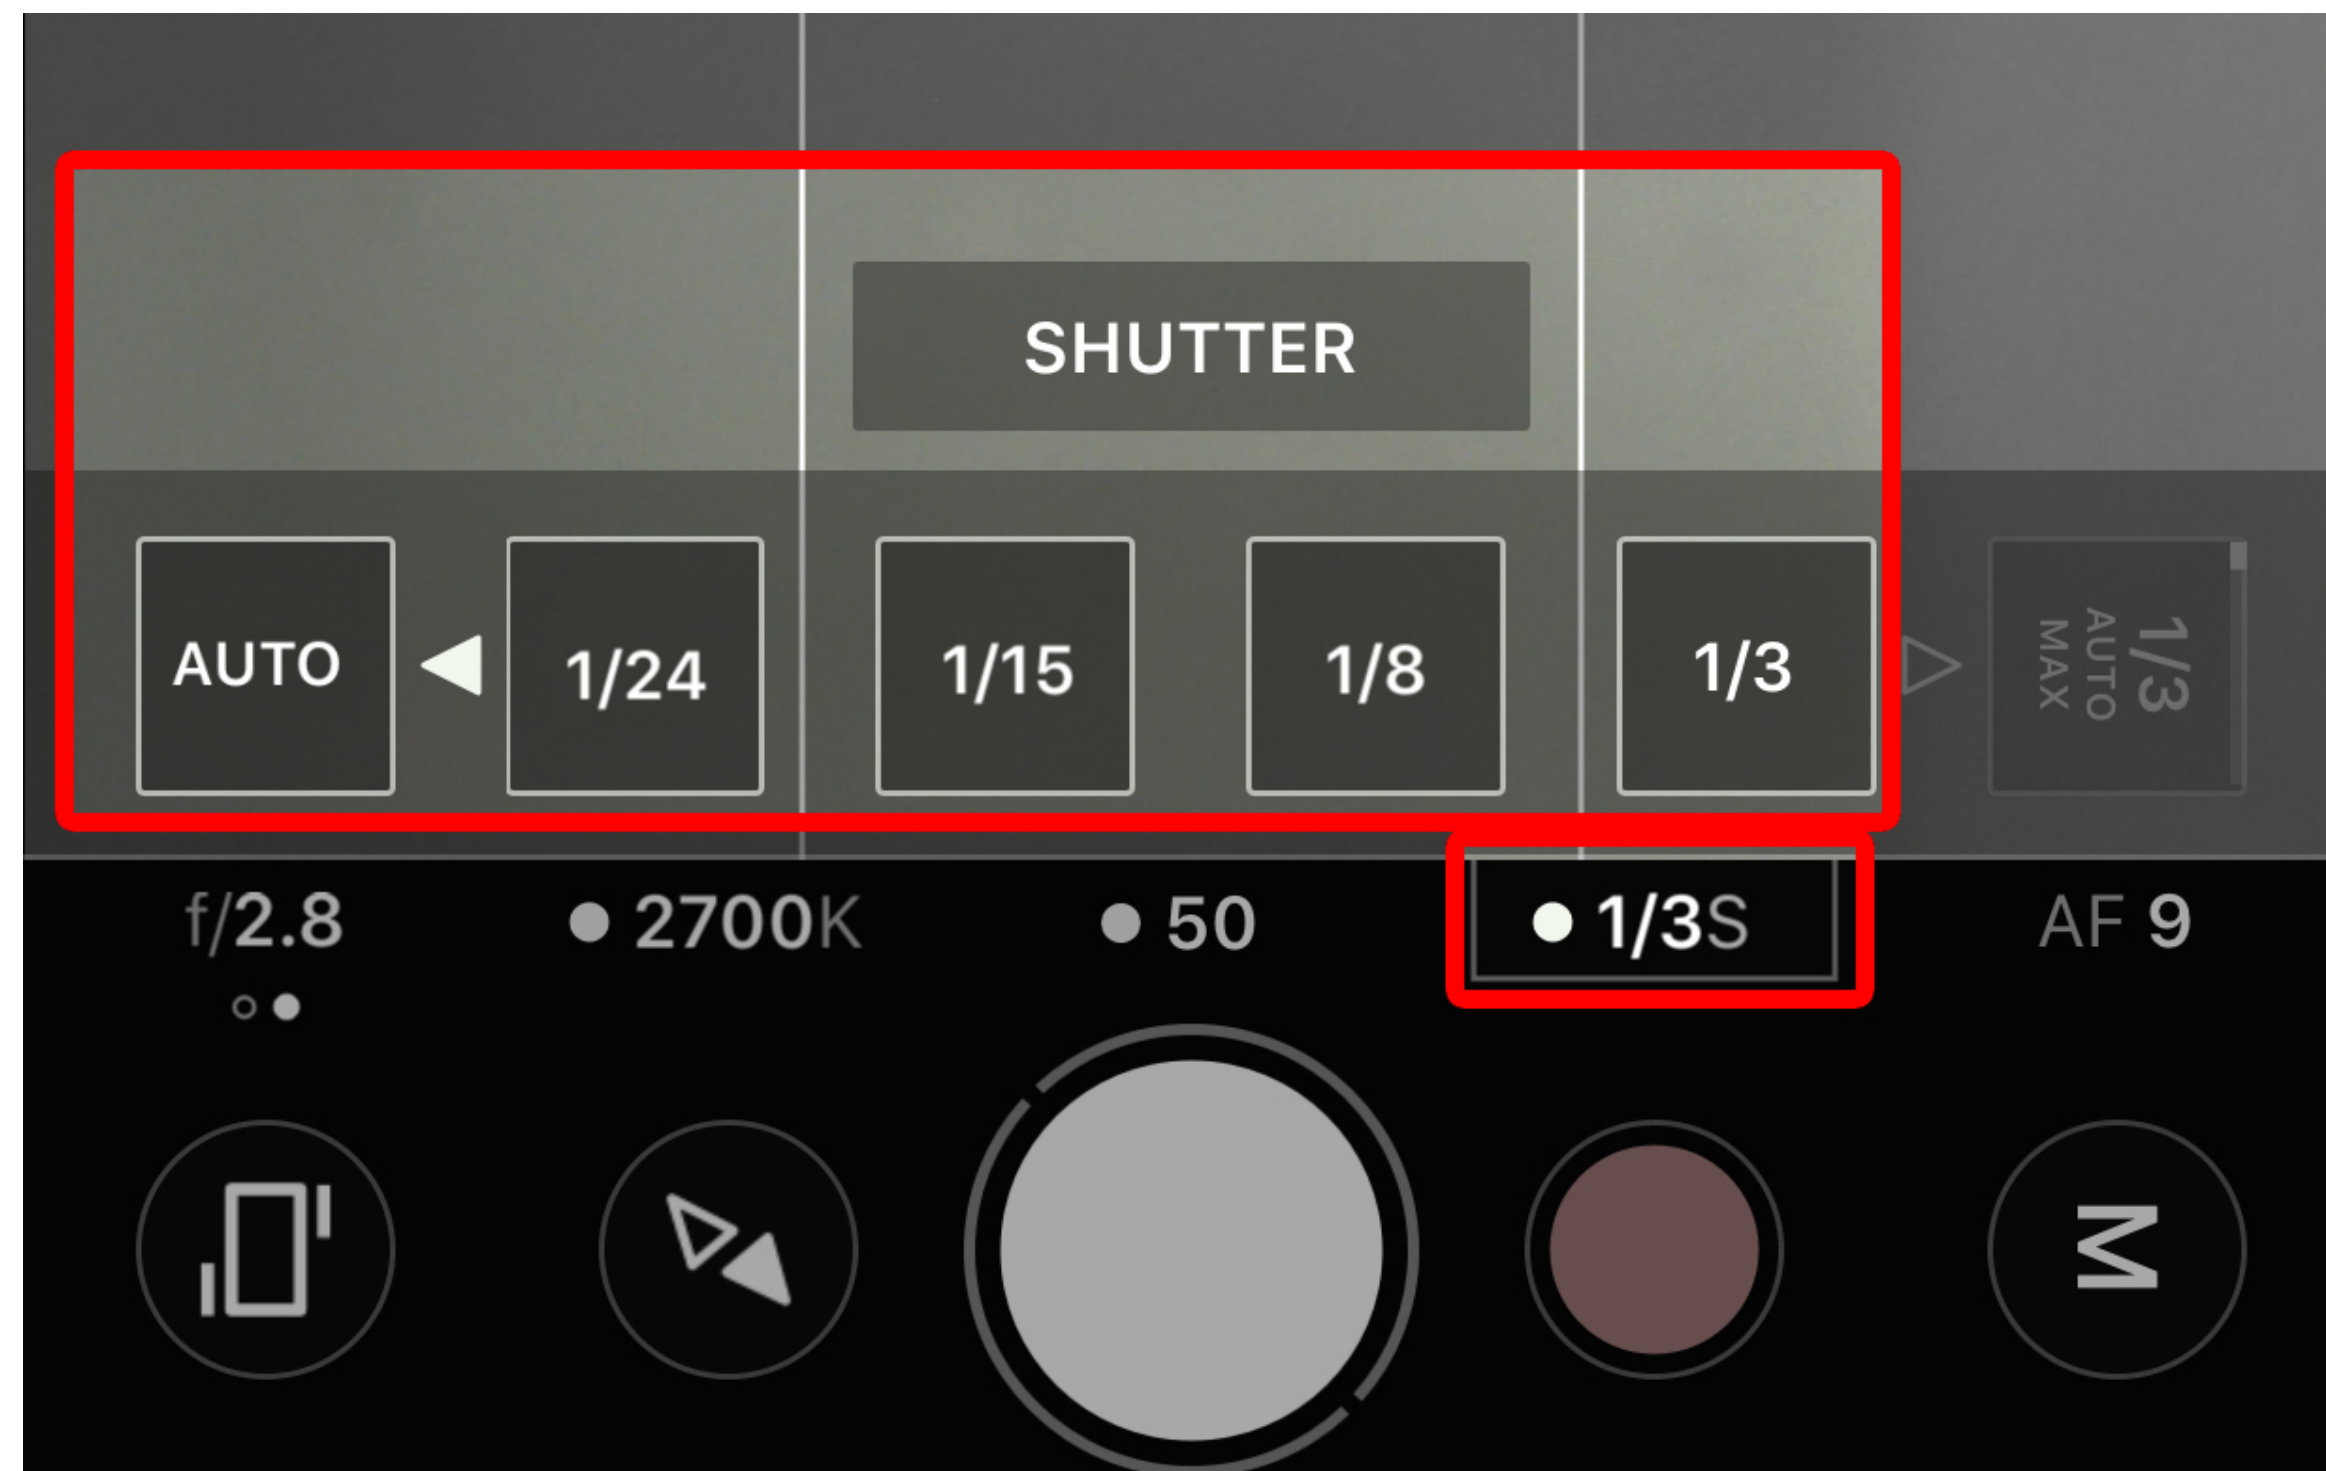 SHUTTER
AUTO 1/24 1/15 1/8 1/3
1/3
AUTO
MAX
f/2.8 2700K 50 1/3S AF 9
M